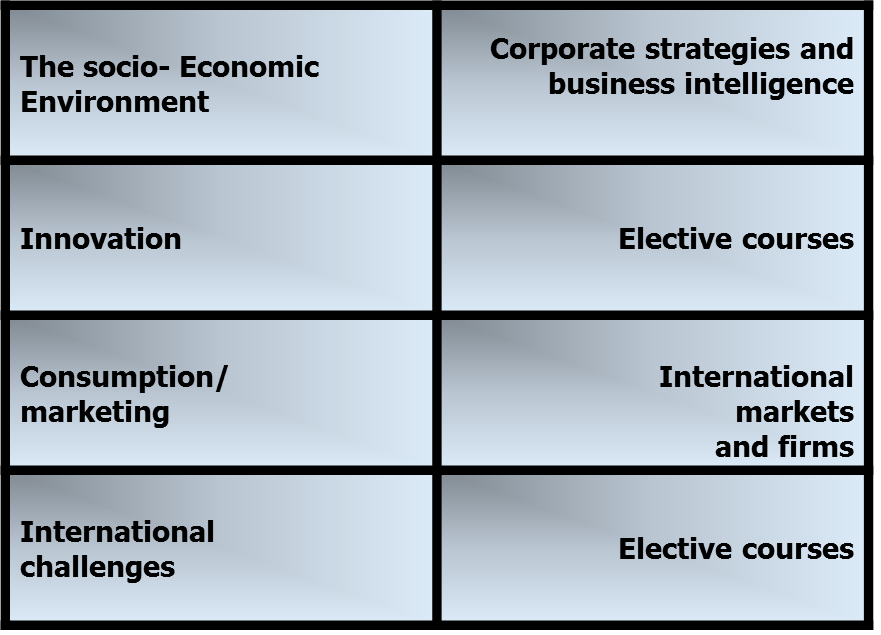 The socio- Economic
Environment
Corporate strategies and
business intelligence
Innovation
Elective courses
Consumption/
marketing
International
markets
and firms
International
challenges
Elective courses